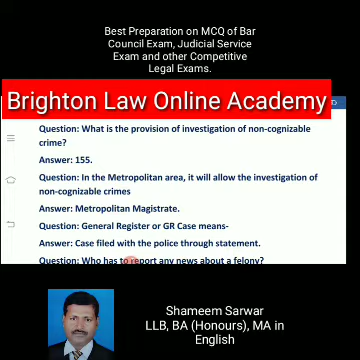 Best Preparation on MCQ of Bar
Council Exam, Judicial Service
Exam and other Competitive
Legal Exams.
Brighton Law Online Academy
Question: What is the provision of investigation of non-cognizable
crime?
Answer: 155.
Question: In the Metropolitan area, it will allow the investigation of
non-cognizable crimes
Answer: Metropolitan Magistrate.
Question: General Register or GR Case means-
Answer: Case filed with the police through statement.
Question: Who has to report any news about a felony?
Shameem Sarwar
LLB, BA (Honours), MA in
English